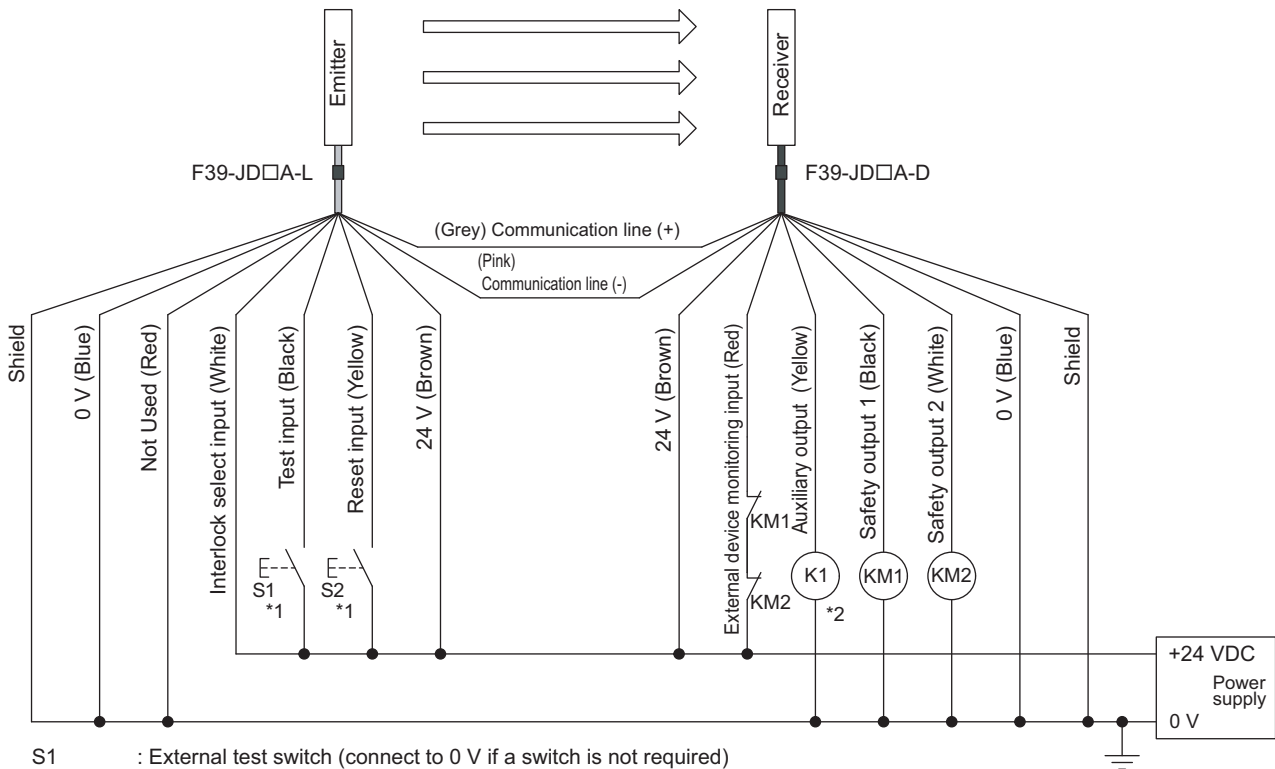 Emitter
Receiver
F39-JD□A-L
F39-JD□A-D
(Grey) Communication line (+)
(Pink)
Communication line (-)
Shield
0 V (Blue)
Not Used (Red)
Interlock select input (White)
Test input (Black)
Reset input (Yellow)
24 V (Brown)
24 V (Brown)
External device monitoring input (Red)
Auxiliary output (Yellow)
Safety output 1 (Black)
Safety output 2 (White)
0 V (Blue)
Shield
S1
*1
S2
*1
KM1
KM2
K1
*2
KM1
KM2
+24 VDC
Power
supply
0 V
S1 : External test switch (connect to 0 V if a switch is not required)